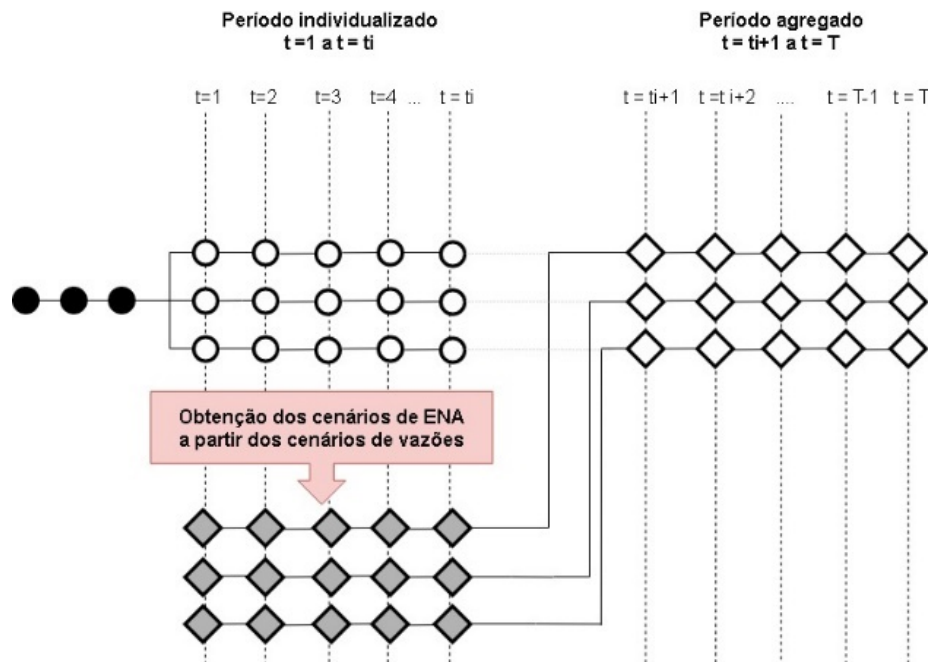 Período individualizado
t =1 a t = ti
Período agregado
t = ti+1 a t = T
t=1 t=2 t=3 t=4 ... t = ti
t = ti+1 t =t i+2 .... t = T-1 t = T
Obtenção dos cenários de ENA
a partir dos cenários de vazões